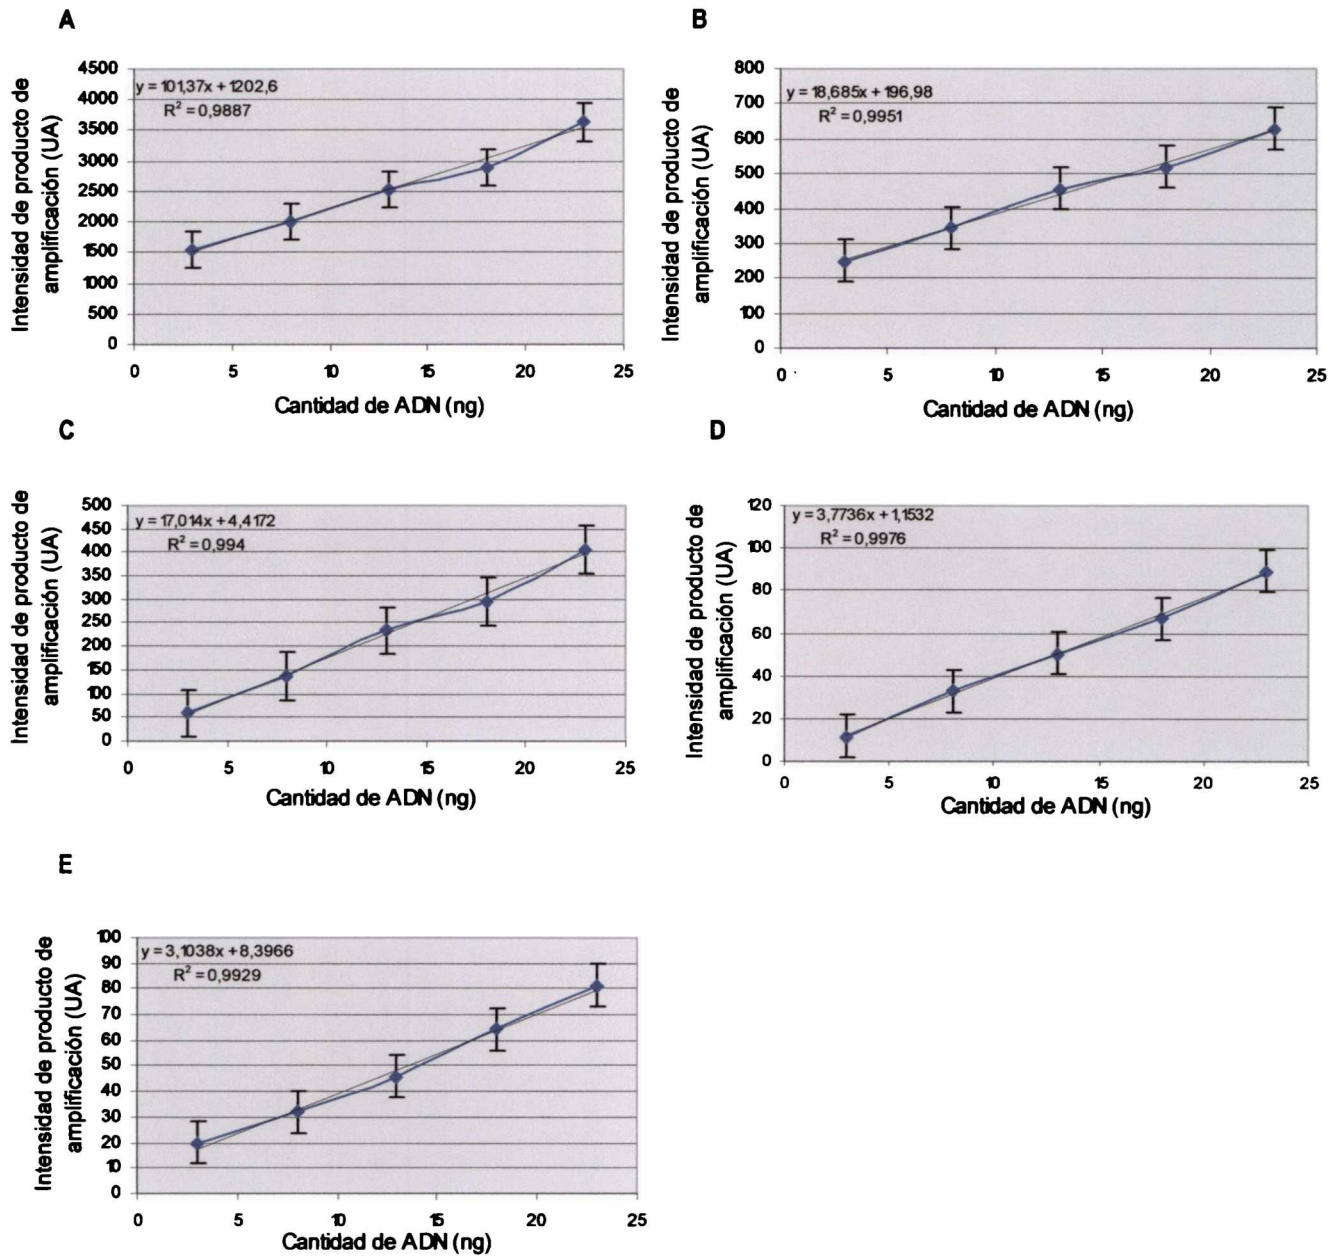 A
Intensidad de producto de
amplificación (UA)
4500
4000
3500
3000
2500
2000
1500
1000
500
0
y = 101,37x + 1202,6
R² = 0,9887
0 5 10 15 20 25
Cantidad de ADN (ng)
B
Intensidad de producto de
amplificación (UA)
800
700
600
500
400
300
200
100
0
y = 18,685x + 196,98
R² = 0,9951
0 5 10 15 20 25
Cantidad de ADN (ng)
C
Intensidad de producto de
amplificación (UA)
500
450
400
350
300
250
200
150
100
50
0
y = 17,014x + 4,4172
R² = 0,994
0 5 10 15 20 25
Cantidad de ADN (ng)
D
Intensidad de producto de
amplificación (UA)
120
100
80
60
40
20
0
y = 3,7736x + 1,1532
R² = 0,9976
0 5 10 15 20 25
Cantidad de ADN (ng)
E
Intensidad de producto de
amplificación (UA)
100
90
80
70
60
50
40
30
20
10
0
y = 3,1038x + 8,3966
R² = 0,9929
0 5 10 15 20 25
Cantidad de ADN (ng)